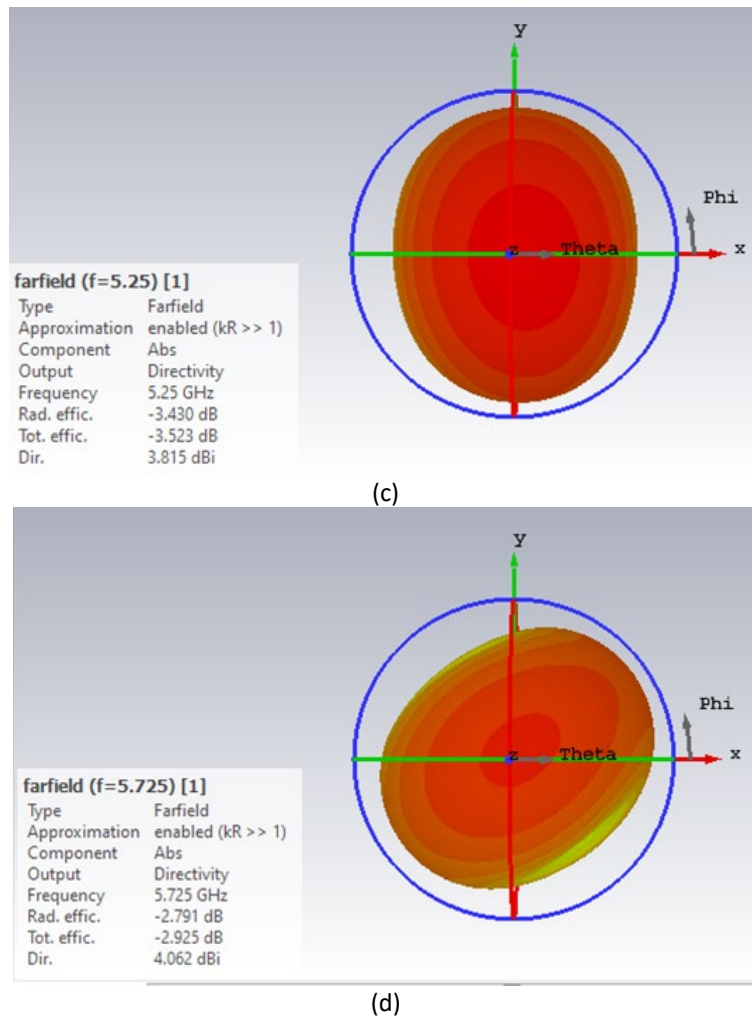 y
Phi
z Theta x
farfield (f=5.25) [1]
Type Farfield
Approximation enabled (kR >> 1)
Component Abs
Output Directivity
Frequency 5.25 GHz
Rad. effic. -3.430 dB
Tot. effic. -3.523 dB
Dir. 3.815 dBi
(c)
y
Phi
z Theta x
farfield (f=5.725) [1]
Type Farfield
Approximation enabled (kR >> 1)
Component Abs
Output Directivity
Frequency 5.725 GHz
Rad. effic. -2.791 dB
Tot. effic. -2.925 dB
Dir. 4.062 dBi
(d)